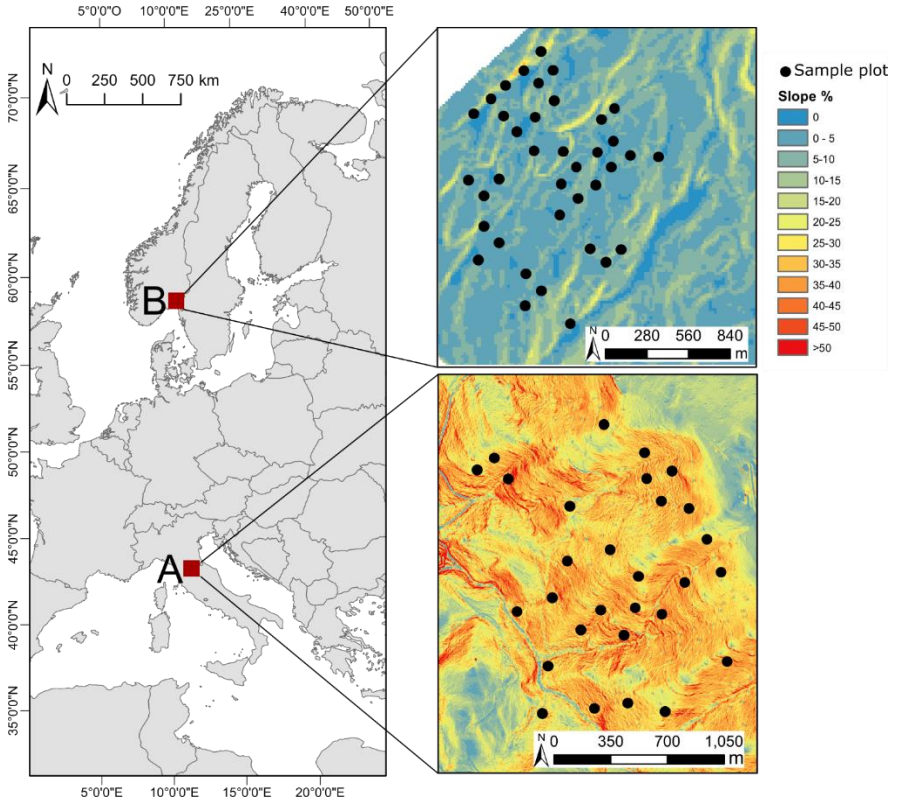 5°0'0"O 10°0'0"E 25°0'0"E 40°0'0"E 50°0'0"E
N
0 250 500 750 km
70°0'0"N
65°0'0"N
60°0'0"N
55°0'0"N
50°0'0"N
45°0'0"N
40°0'0"N
35°0'0"N
B
A
5°0'0"E 10°0'0"E 15°0'0"E 20°0'0"E
N
0 280 560 840
m
N
0 350 700 1,050
m
Sample plot
Slope %
0
0 - 5
5-10
10-15
15-20
20-25
25-30
30-35
35-40
40-45
45-50
>50